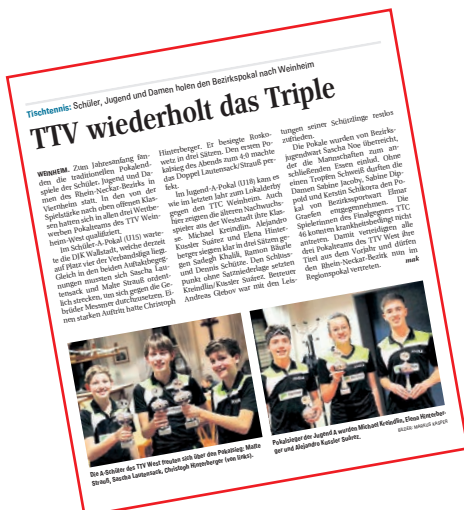 Tischtennis: Schüler, Jugend und Damen holen den Bezirkspokal nach Weinheim
TTV wiederholt das Triple
WEINHEIM. Zum Jahresanfang fan-
den die traditionellen Pokalend-
spiele der Schüler, Jugend und Da-
men des Rhein-Neckar-Bezirks in
Viernheim statt. In den von der
Spielstärke nach oben offenen Klas-
sen hatten sich in allen drei Wettbe-
werben Pokalteams des TTV Wein-
heim-West qualifiziert.
Im Schüler-A-Pokal (U15) warte-
te die DJK Wallstadt, welche derzeit
auf Platz vier der Verbandsliga liegt.
Gleich in den beiden Auftaktbegeg-
nungen mussten sich Sascha Lau-
tensack und Malte Strauß ordent-
lich strecken, um sich gegen die Ge-
brüder Messmer durchzusetzen. Ei-
nen starken Auftritt hatte Christoph
Hinterberger. Er besiegte Rosko-
wetz in drei Sätzen. Den ersten Po-
kalsieg des Abends zum 4:0 machte
das Doppel Lautensack/Strauß per-
fekt.
Im Jugend-A-Pokal (U18) kam es
wie im letzten Jahr zum Lokalderby
gegen den TTC Weinheim. Auch
hier zeigten die älteren Nachwuchs-
spieler aus der Weststadt ihre Klas-
se. Michael Kreindlin, Alejandro
Kussler Suárez und Elena Hinter-
berger siegten klar in drei Sätzen ge-
gen Sadegh Khalili, Ramon Bäurle
und Dennis Schütze. Den Schluss-
punkt ohne Satzniederlage setzten
Kreindlin/Kussler Suárez. Betreuer
Andreas Glebov war mit den Leis-
tungen seiner Schützlinge restlos
zufrieden.
Die Pokale wurden von Bezirks-
jugendwart Sascha Noe überreicht,
der die Mannschaften zum an-
schließenden Essen einlud. Ohne
einen Tropfen Schweiß durften die
Damen Sabine Jacoby, Sabine Dip-
pold und Kerstin Schikorta den Po-
kal von Bezirkssportwart Elmar
Graefen entgegennehmen. Die
Spielerinnen des Finalgegners TTC
46 konnten krankheitsbedingt nicht
antreten. Damit verteidigten alle
drei Pokalteams des TTV West ihre
Titel aus dem Vorjahr und dürfen
den Rhein-Neckar-Bezirk nun im
Regionspokal vertreten. mak
Die A-Schüler des TTV West freuten sich über den Pokalsieg: Malte
Strauß, Sascha Lautensack, Christoph Hinterberger (von links).
Pokalsieger der Jugend A wurden Michael Kreindlin, Elena Hinterber-
ger und Alejandro Kussler Suárez.
BILDER: MARKUS KASPER